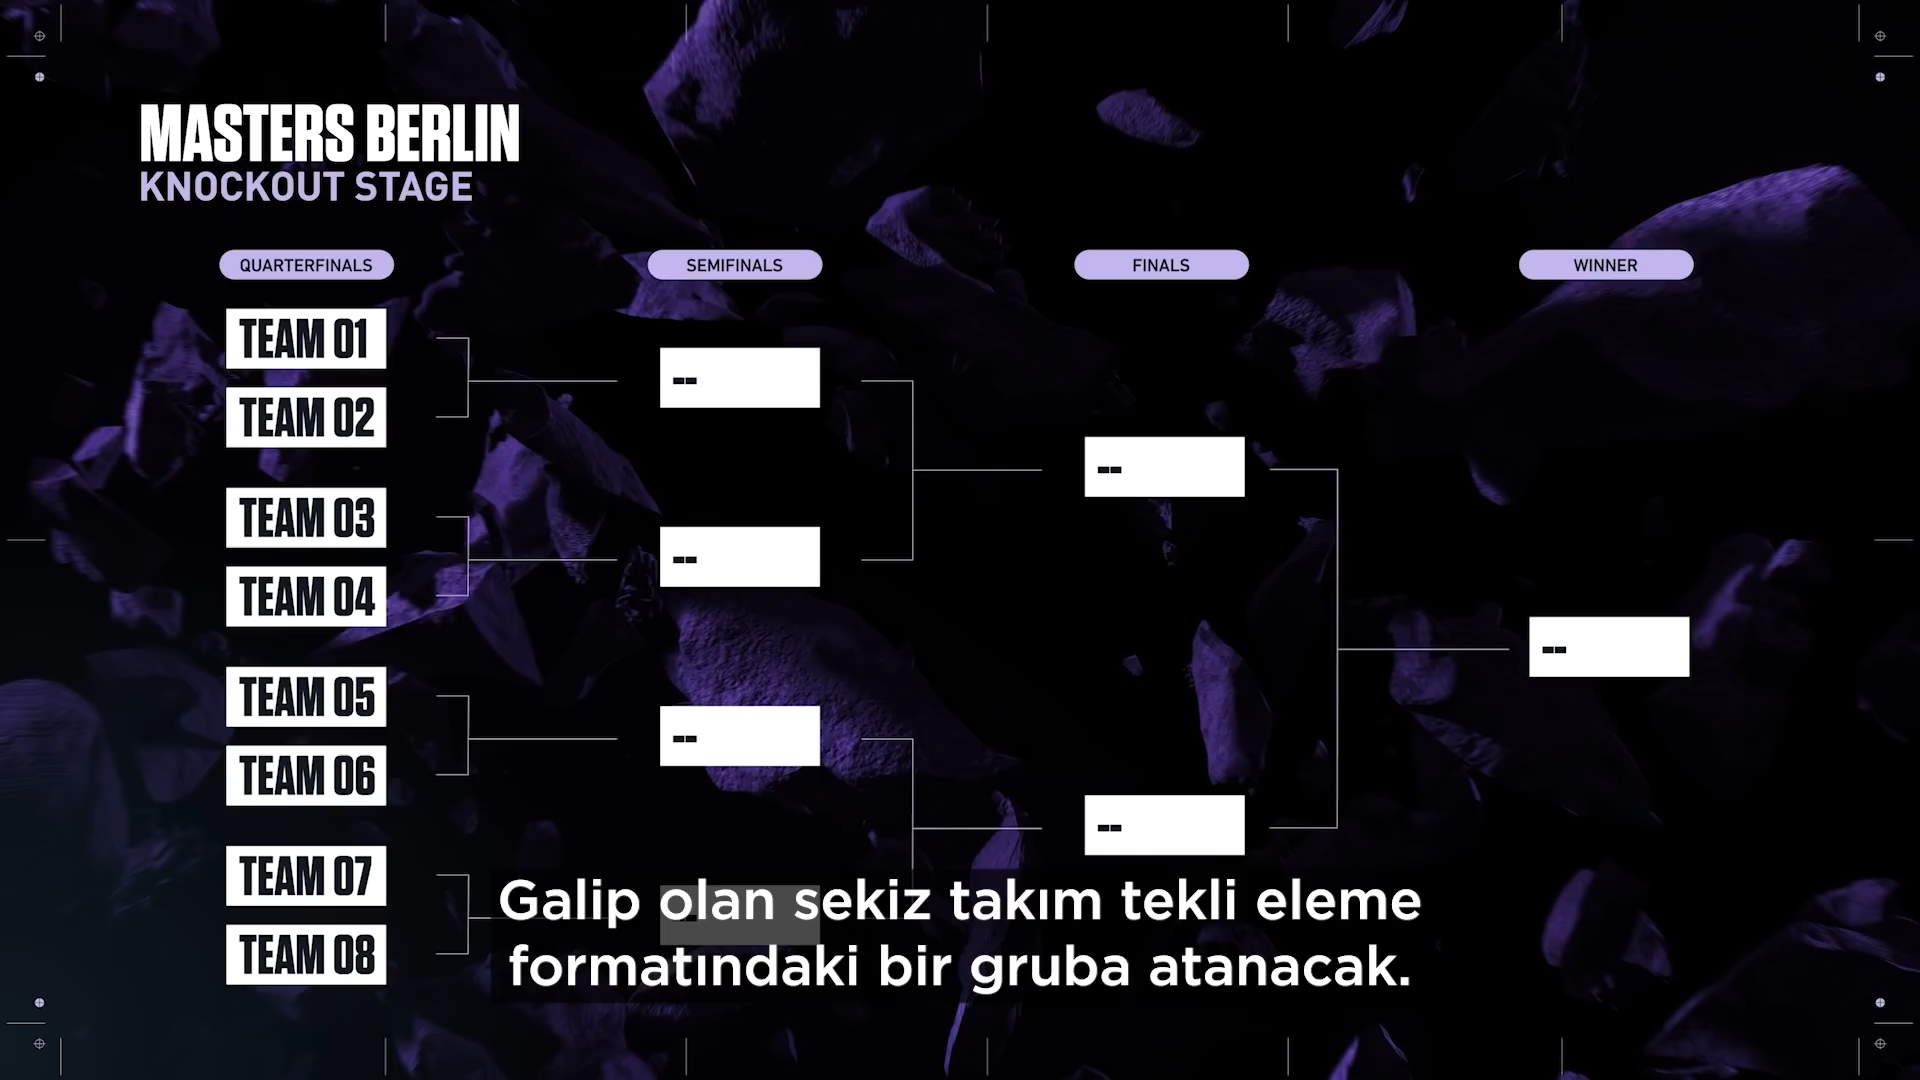 MASTERS BERLIN
KNOCKOUT STAGE
QUARTERFINALS
SEMIFINALS
FINALS
WINNER
TEAM 01
TEAM 02
TEAM 03
TEAM 04
TEAM 05
TEAM 06
TEAM 07
TEAM 08
--
--
--
--
--
--
--
Galip olan sekiz takım tekli eleme
formatındaki bir gruba atanacak.